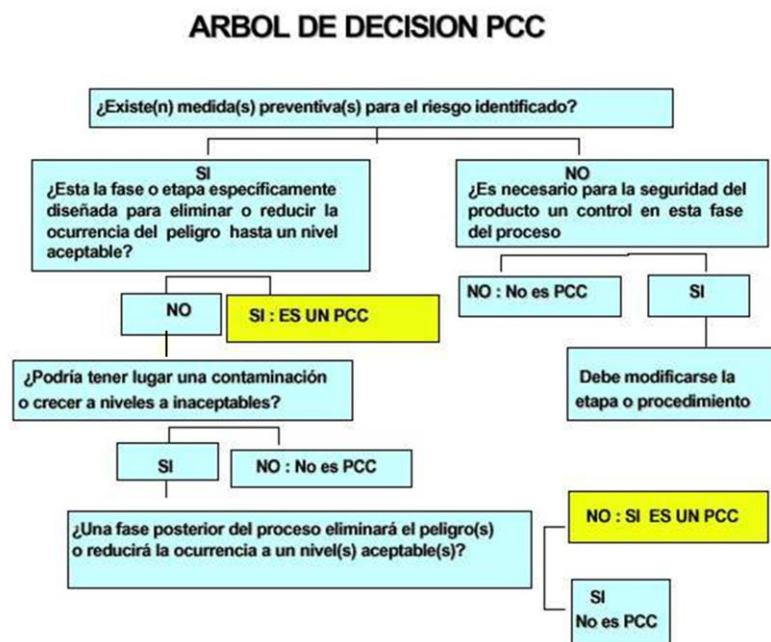 ARBOL DE DECISION PCC
¿Existe(n) medida(s) preventiva(s) para el riesgo identificado?
SI
¿Esta la fase o etapa específicamente
diseñada para eliminar o reducir la
ocurrencia del peligro hasta un nivel
aceptable?
NO
¿Es necesario para la seguridad del
producto un control en esta fase
del proceso
NO
SI : ES UN PCC
NO : No es PCC
SI
¿Podría tener lugar una contaminación
o crecer a niveles a inaceptables?
Debe modificarse la
etapa o procedimiento
SI
NO : No es PCC
¿Una fase posterior del proceso eliminará el peligro(s)
o reducirá la ocurrencia a un nivel(s) aceptable(s)?
NO : SI ES UN PCC
SI
No es PCC